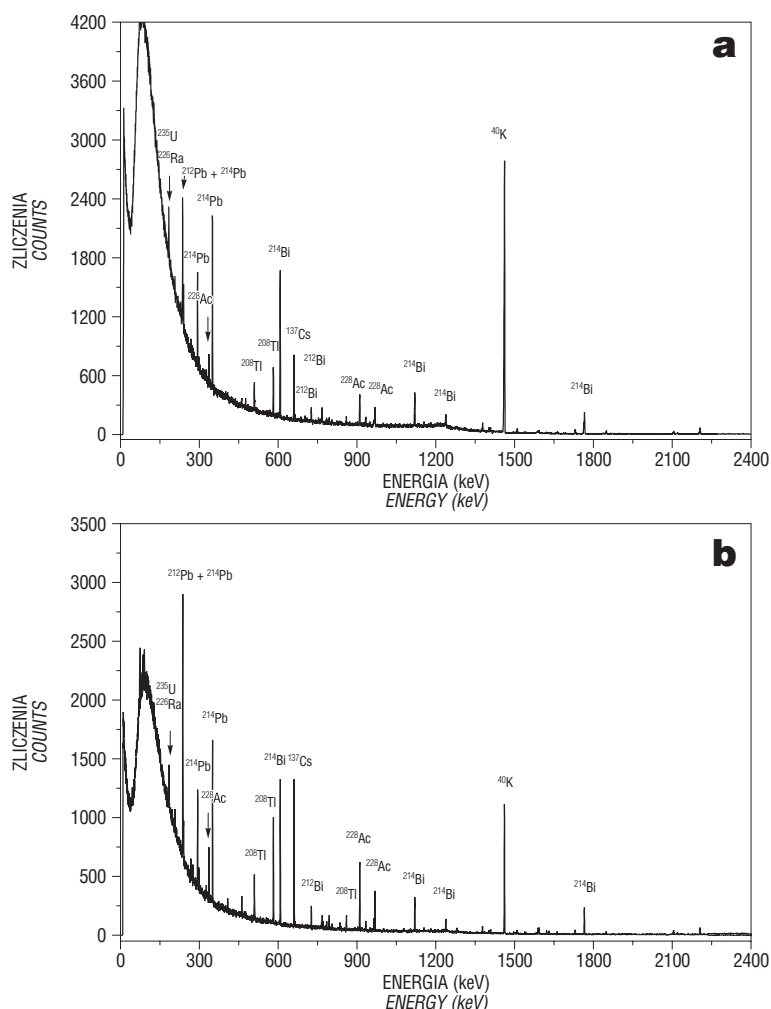 a
4200
3600
3000
2400
1800
1200
600
0
ZLICZENIA
COUNTS
²³⁵U
²²⁶Ra
²¹²Pb + ²¹⁴Pb
²¹⁴Pb
²¹⁴Pb
²²⁸Ac
²⁰⁸Tl
²⁰⁸Tl
²¹⁴Bi
¹³⁷Cs
²¹²Bi
²¹²Bi
²²⁸Ac
²²⁸Ac
²¹⁴Bi
²¹⁴Bi
⁴⁰K
²¹⁴Bi
0 300 600 900 1200 1500 1800 2100 2400
ENERGIA (keV)
ENERGY (keV)
b
3500
3000
2500
2000
1500
1000
500
0
ZLICZENIA
COUNTS
²¹²Pb + ²¹⁴Pb
²³⁵U
²²⁶Ra
²¹⁴Pb
²¹⁴Pb
²²⁸Ac
²⁰⁸Tl
²⁰⁸Tl
²¹⁴Bi ¹³⁷Cs
²¹²Bi
²⁰⁸Tl
²²⁸Ac
²²⁸Ac
²¹⁴Bi
²¹⁴Bi
⁴⁰K
²¹⁴Bi
0 300 600 900 1200 1500 1800 2100 2400
ENERGIA (keV)
ENERGY (keV)